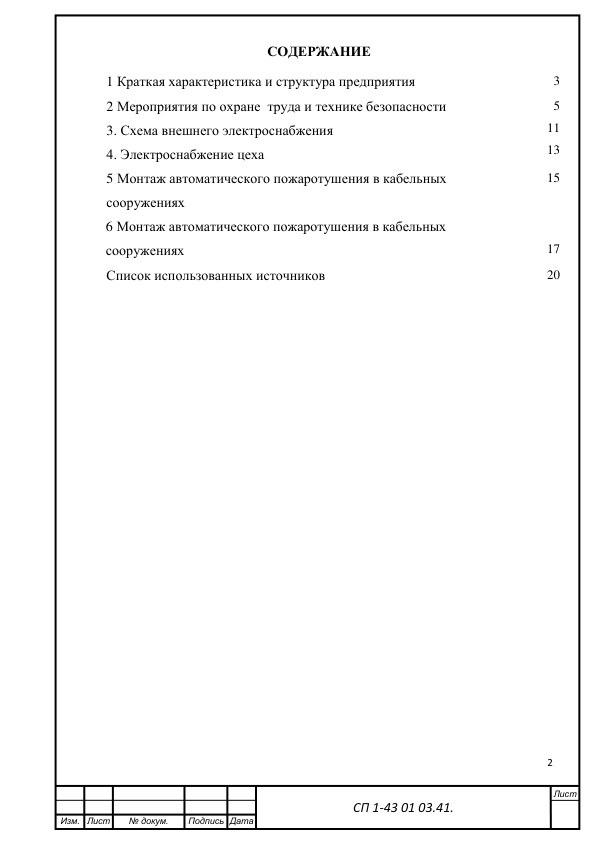 СОДЕРЖАНИЕ
1 Краткая характеристика и структура предприятия 3
2 Мероприятия по охране труда и технике безопасности 5
3. Схема внешнего электроснабжения 11
4. Электроснабжение цеха 13
5 Монтаж автоматического пожаротушения в кабельных 15
сооружениях
6 Монтаж автоматического пожаротушения в кабельных
сооружениях 17
Список использованных источников 20
2
Лист
СП 1-43 01 03.41.
Изм. Лист № докум. Подпись Дата